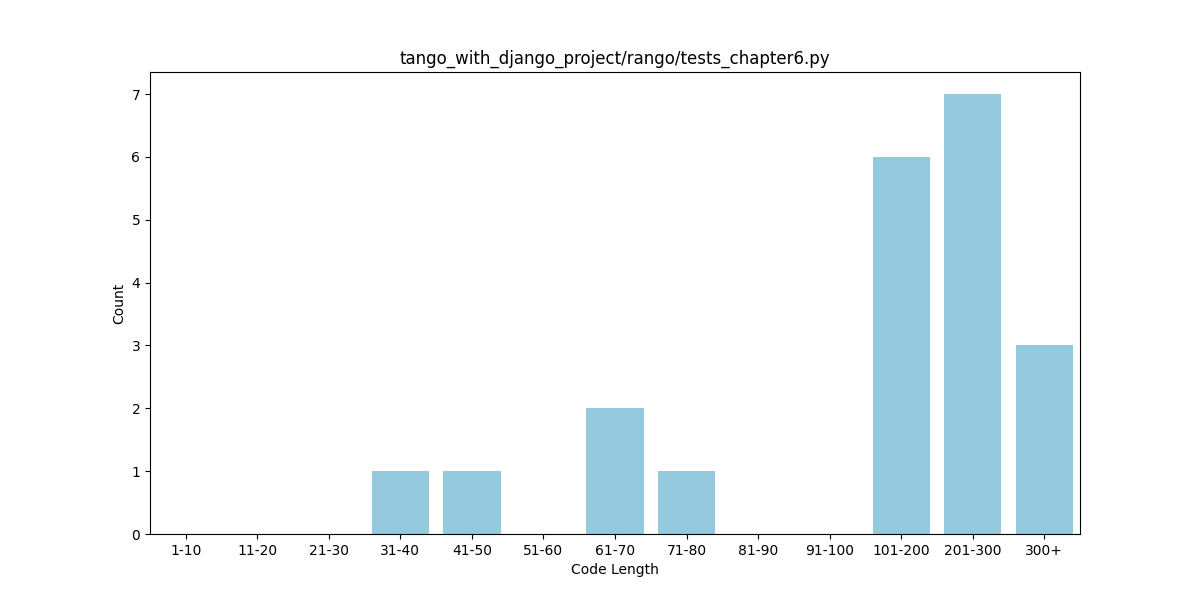 tango_with_django_project/rango/tests_chapter6.py
Count
7
6
5
4
3
2
1
0
1-10 11-20 21-30 31-40 41-50 51-60 61-70 71-80 81-90 91-100 101-200 201-300 300+
Code Length